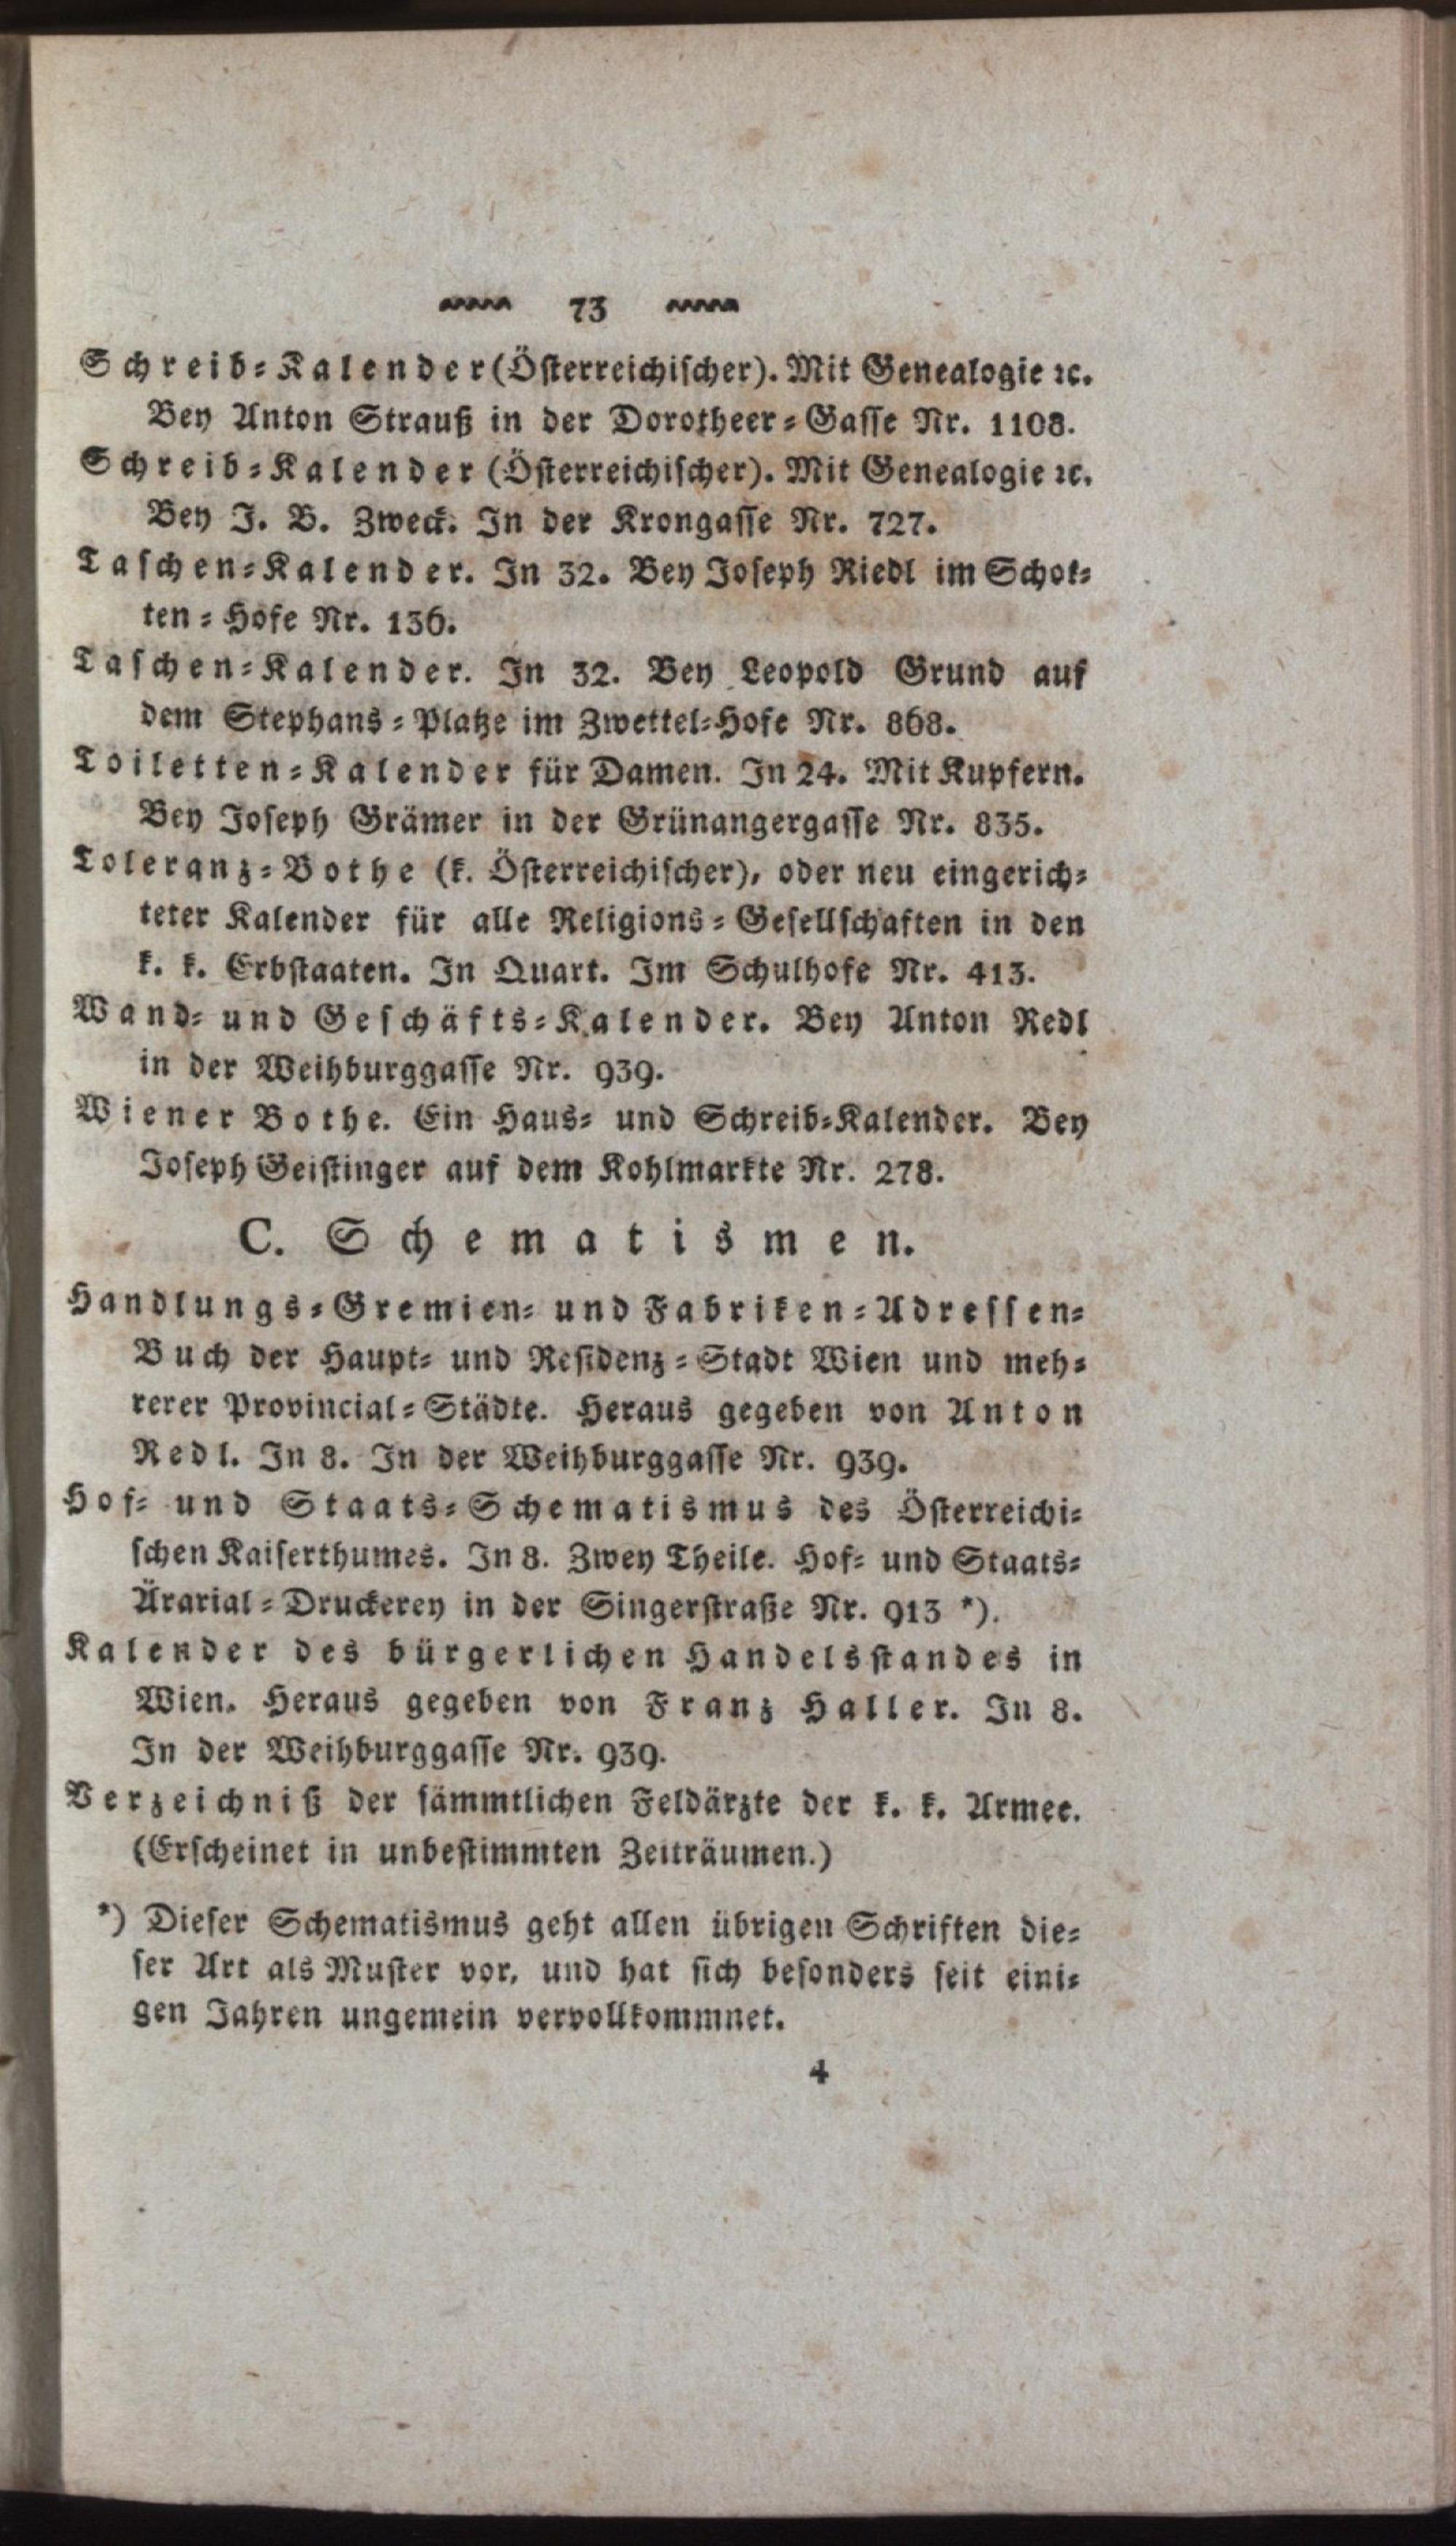 73
Schreib-Kalender (Österreichischer). Mit Genealogie ꝛc.
Bey Anton Strauß in der Dorotheer-Gasse Nr. 1108.
Schreib-Kalender (Österreichischer). Mit Genealogie ꝛc.
Bey J. B. Zweck. In der Krongasse Nr. 727.
Taschen-Kalender. In 32. Bey Joseph Riedl im Schot-
ten-Hofe Nr. 136.
Taschen-Kalender. In 32. Bey Leopold Grund auf
dem Stephans-Platze im Zwettel-Hofe Nr. 868.
Toiletten-Kalender für Damen. In 24. Mit Kupfern.
Bey Joseph Grämer in der Grünangergasse Nr. 835.
Toleranz-Bothe (k. Österreichischer), oder neu eingerich-
teter Kalender für alle Religions-Gesellschaften in den
k. k. Erbstaaten. In Quart. Im Schulhofe Nr. 413.
Wand- und Geschäfts-Kalender. Bey Anton Redl
in der Weihburggasse Nr. 939.
Wiener Bothe. Ein Haus- und Schreib-Kalender. Bey
Joseph Geistinger auf dem Kohlmarkte Nr. 278.
C. Schematismen.
Handlungs-Gremien- und Fabriken-Adressen-
Buch der Haupt- und Residenz-Stadt Wien und meh-
rerer Provincial-Städte. Heraus gegeben von Anton
Redl. In 8. In der Weihburggasse Nr. 939.
Hof- und Staats-Schematismus des Österreichi-
schen Kaiserthumes. In 8. Zwey Theile. Hof- und Staats-
Ärarial-Druckerey in der Singerstraße Nr. 913 *).
Kalender des bürgerlichen Handelsstandes in
Wien. Heraus gegeben von Franz Haller. In 8.
In der Weihburggasse Nr. 939.
Verzeichniß der sämmtlichen Feldärzte der k. k. Armee.
(Erscheinet in unbestimmten Zeiträumen.)
*) Dieser Schematismus geht allen übrigen Schriften die-
ser Art als Muster vor, und hat sich besonders seit eini-
gen Jahren ungemein vervollkommnet.
4